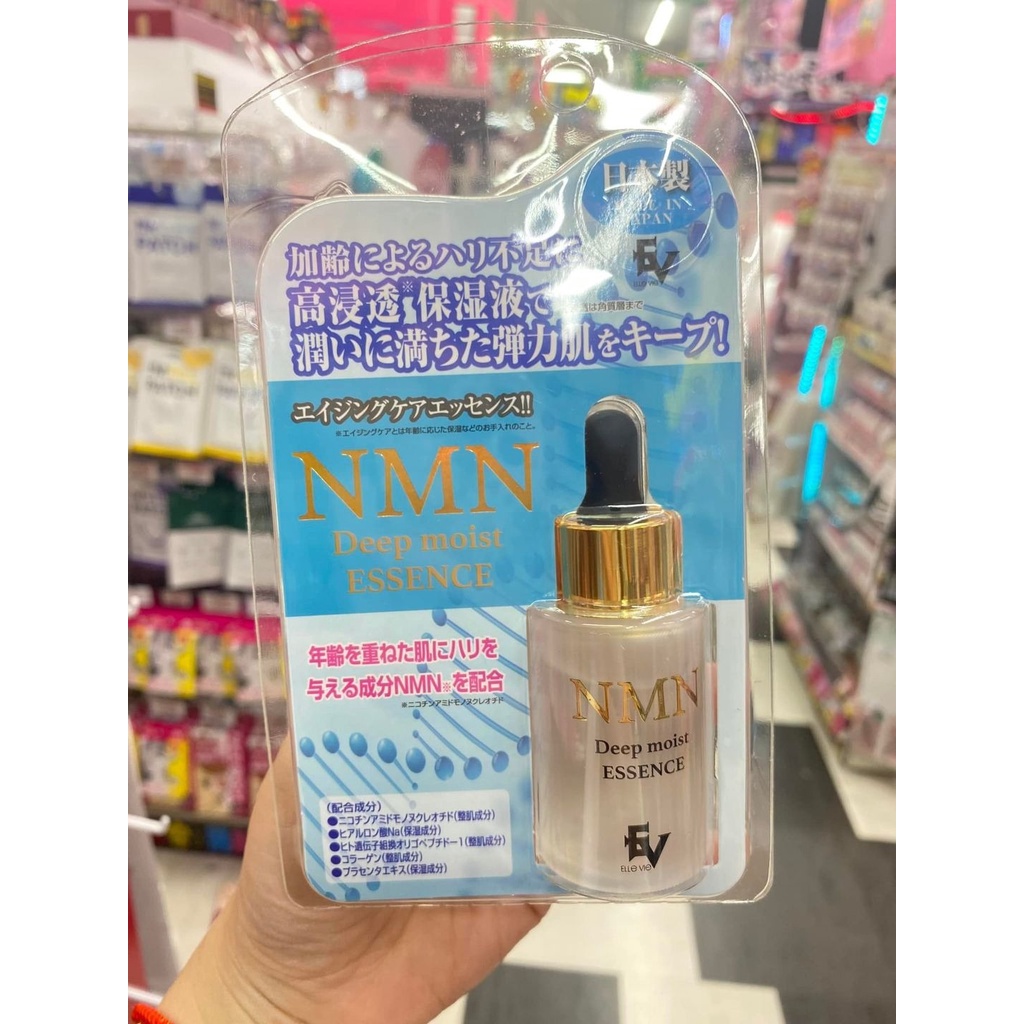 日本製
MADE IN
JAPAN
EV
ELLE VIE
加齢によるハリ不足に
高浸透※保湿液で
は角質層まで
潤いに満ちた弾力肌をキープ!
エイジングケアエッセンス!!
※エイジングケアとは年齢に応じた保湿などのお手入れのこと。
NMN
Deep moist
ESSENCE
年齢を重ねた肌にハリを
与える成分NMN※を配合
※ニコチンアミドモノヌクレオチド
(配合成分)
●ニコチンアミドモノヌクレオチド(整肌成分)
●ヒアルロン酸Na(保湿成分)
●ヒト遺伝子組換オリゴペプチド-1(整肌成分)
●コラーゲン(整肌成分)
●プラセンタエキス(保湿成分)
NMN
Deep moist
ESSENCE
EV
ELLE VIE
PATCH